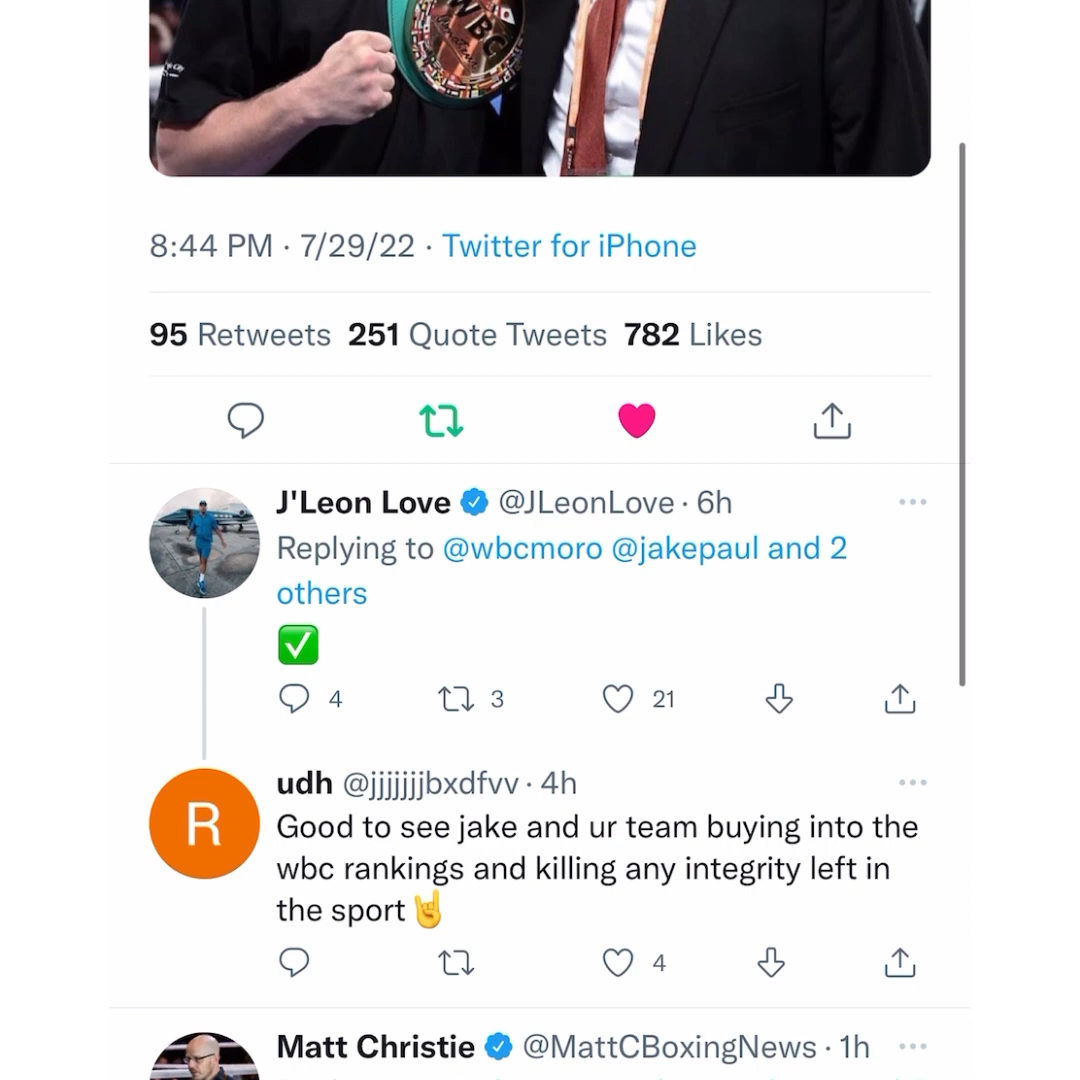 WBC
8:44 PM · 7/29/22 · Twitter for iPhone
95 Retweets 251 Quote Tweets 782 Likes
J'Leon Love @JLeonLove · 6h
Replying to @wbcmoro @jakepaul and 2
others
4 3 21
R
udh @jjjjjjjbxdfvv · 4h
Good to see jake and ur team buying into the
wbc rankings and killing any integrity left in
the sport 🤘
4
Matt Christie @MattCBoxingNews · 1h